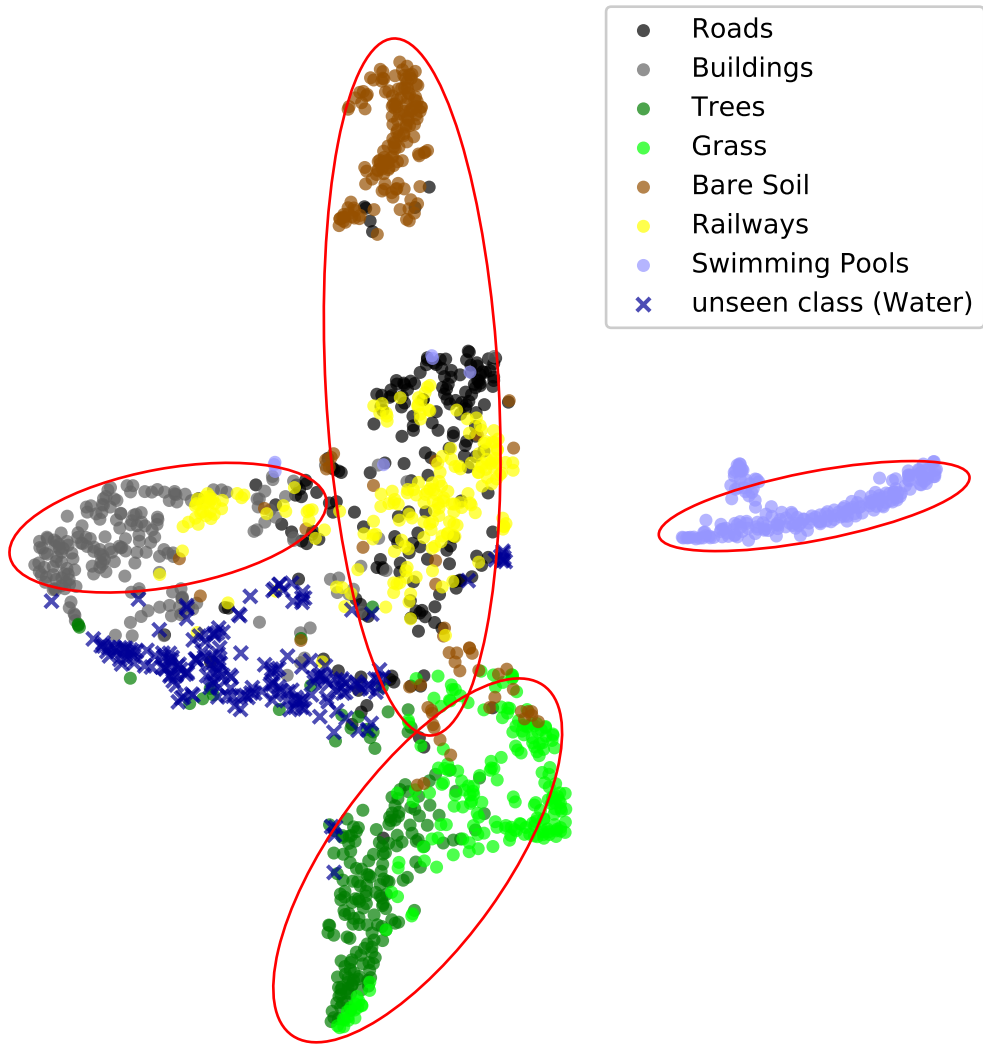 Roads
Buildings
Trees
Grass
Bare Soil
Railways
Swimming Pools
unseen class (Water)